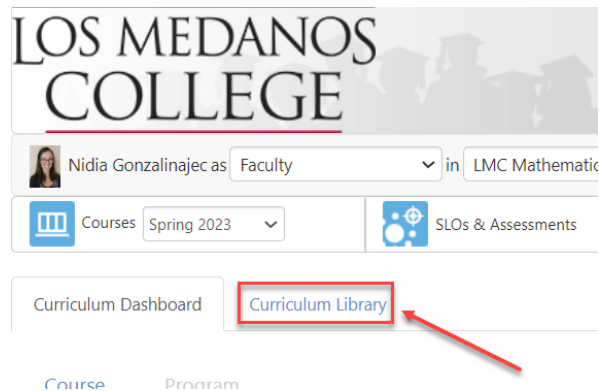 LOS MEDANOS
COLLEGE
Nidia Gonzalinajec as Faculty in LMC Mathematic
Courses Spring 2023 SLOs & Assessments
Curriculum Dashboard Curriculum Library
Course Program